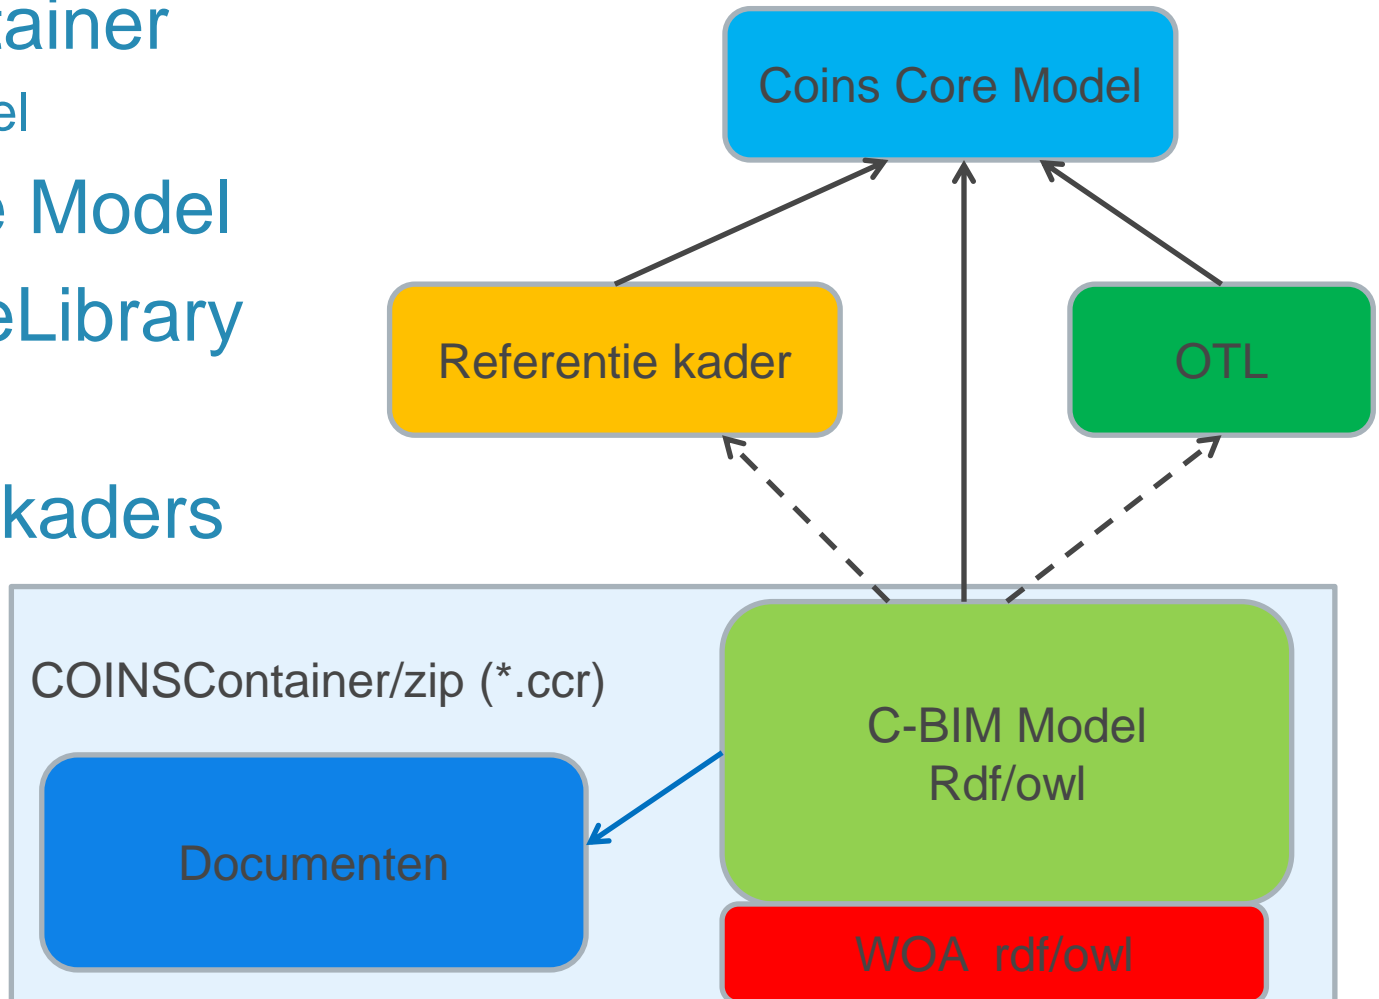 tainer
el
e Model
eLibrary
kaders
Coins Core Model
Referentie kader
OTL
COINSContainer/zip (*.ccr)
C-BIM Model
Rdf/owl
Documenten
WOA rdf/owl